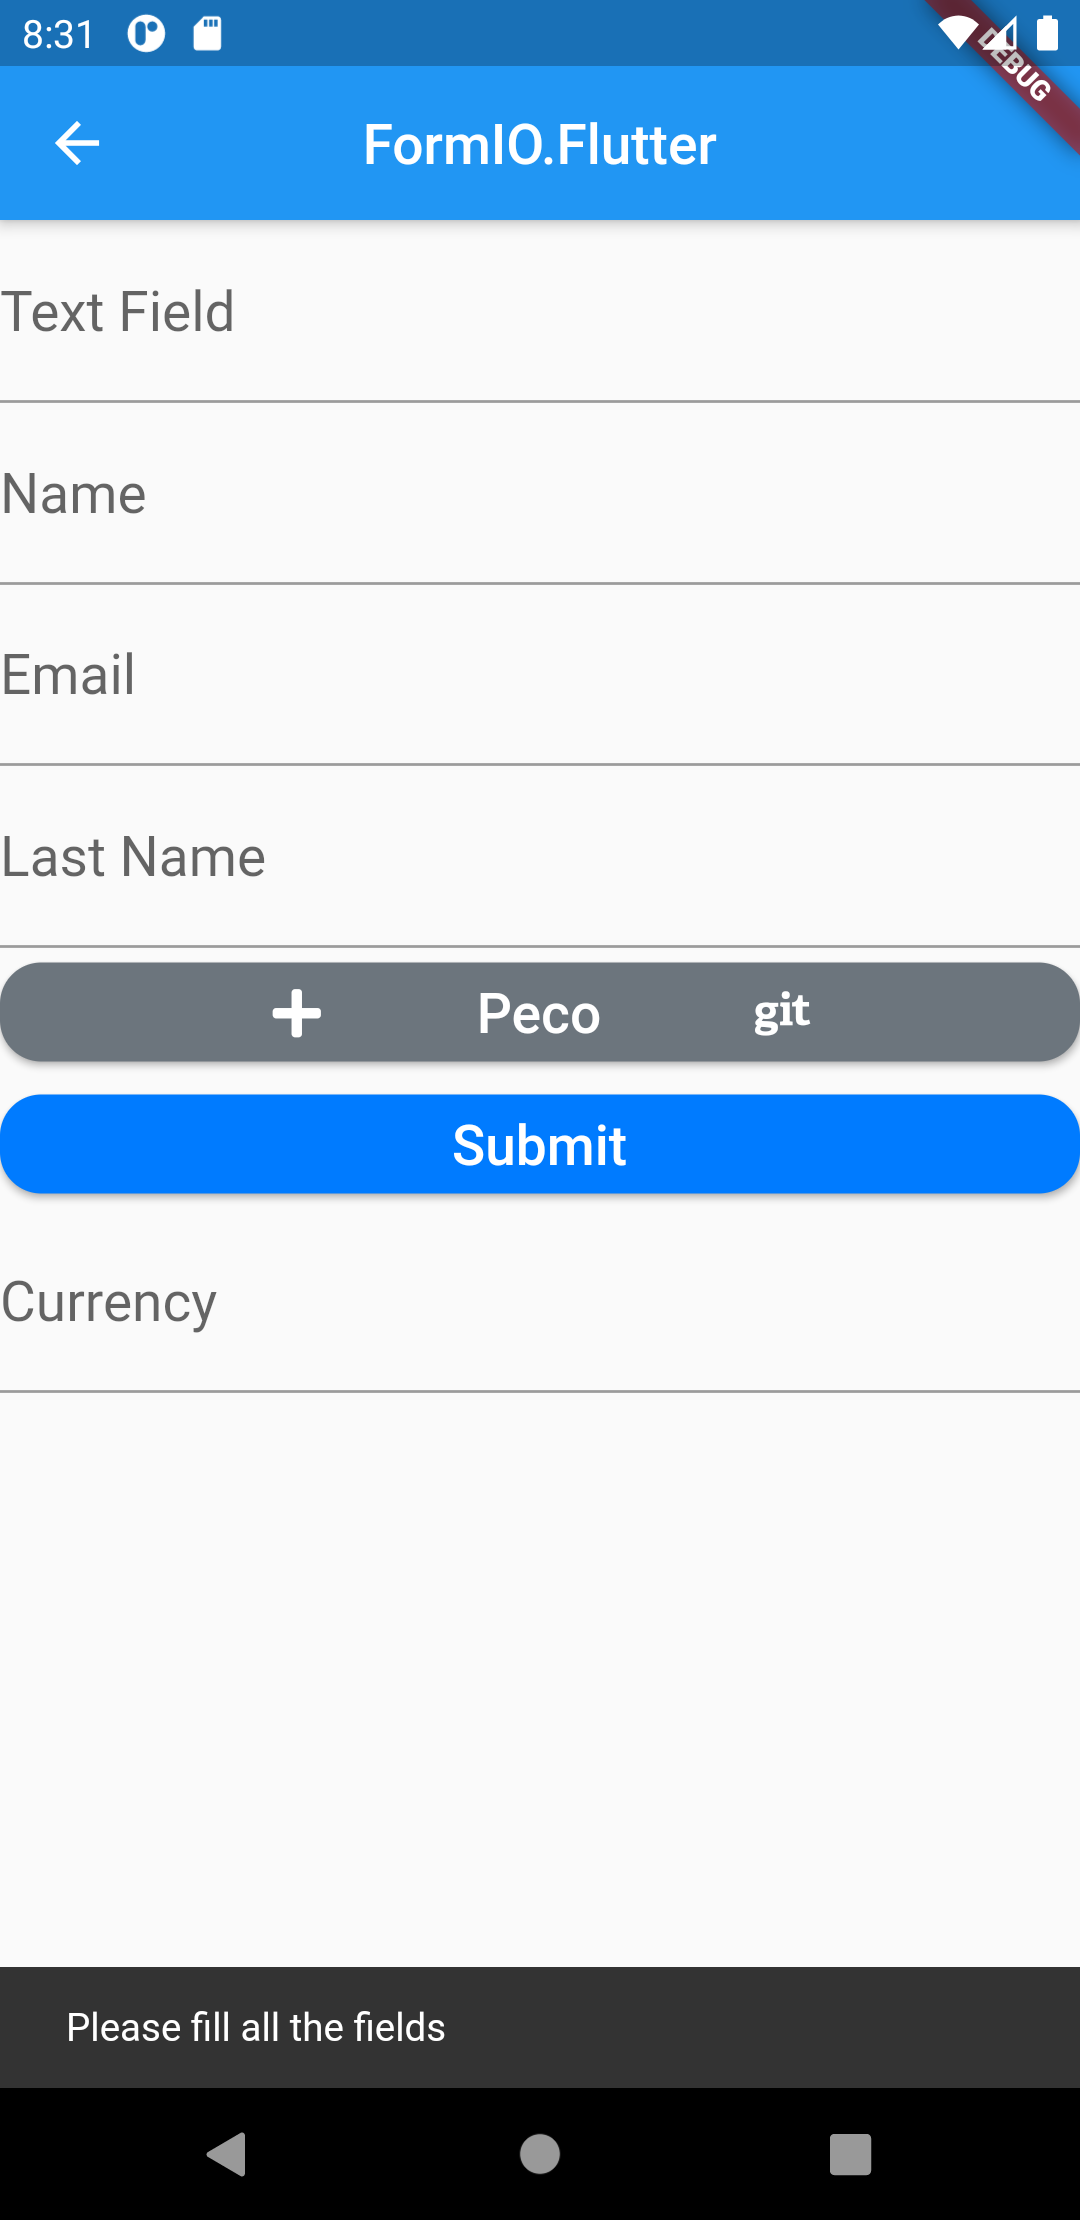 8:31
DEBUG
FormIO.Flutter
Text Field
Name
Email
Last Name
Peco git
Submit
Currency
Please fill all the fields